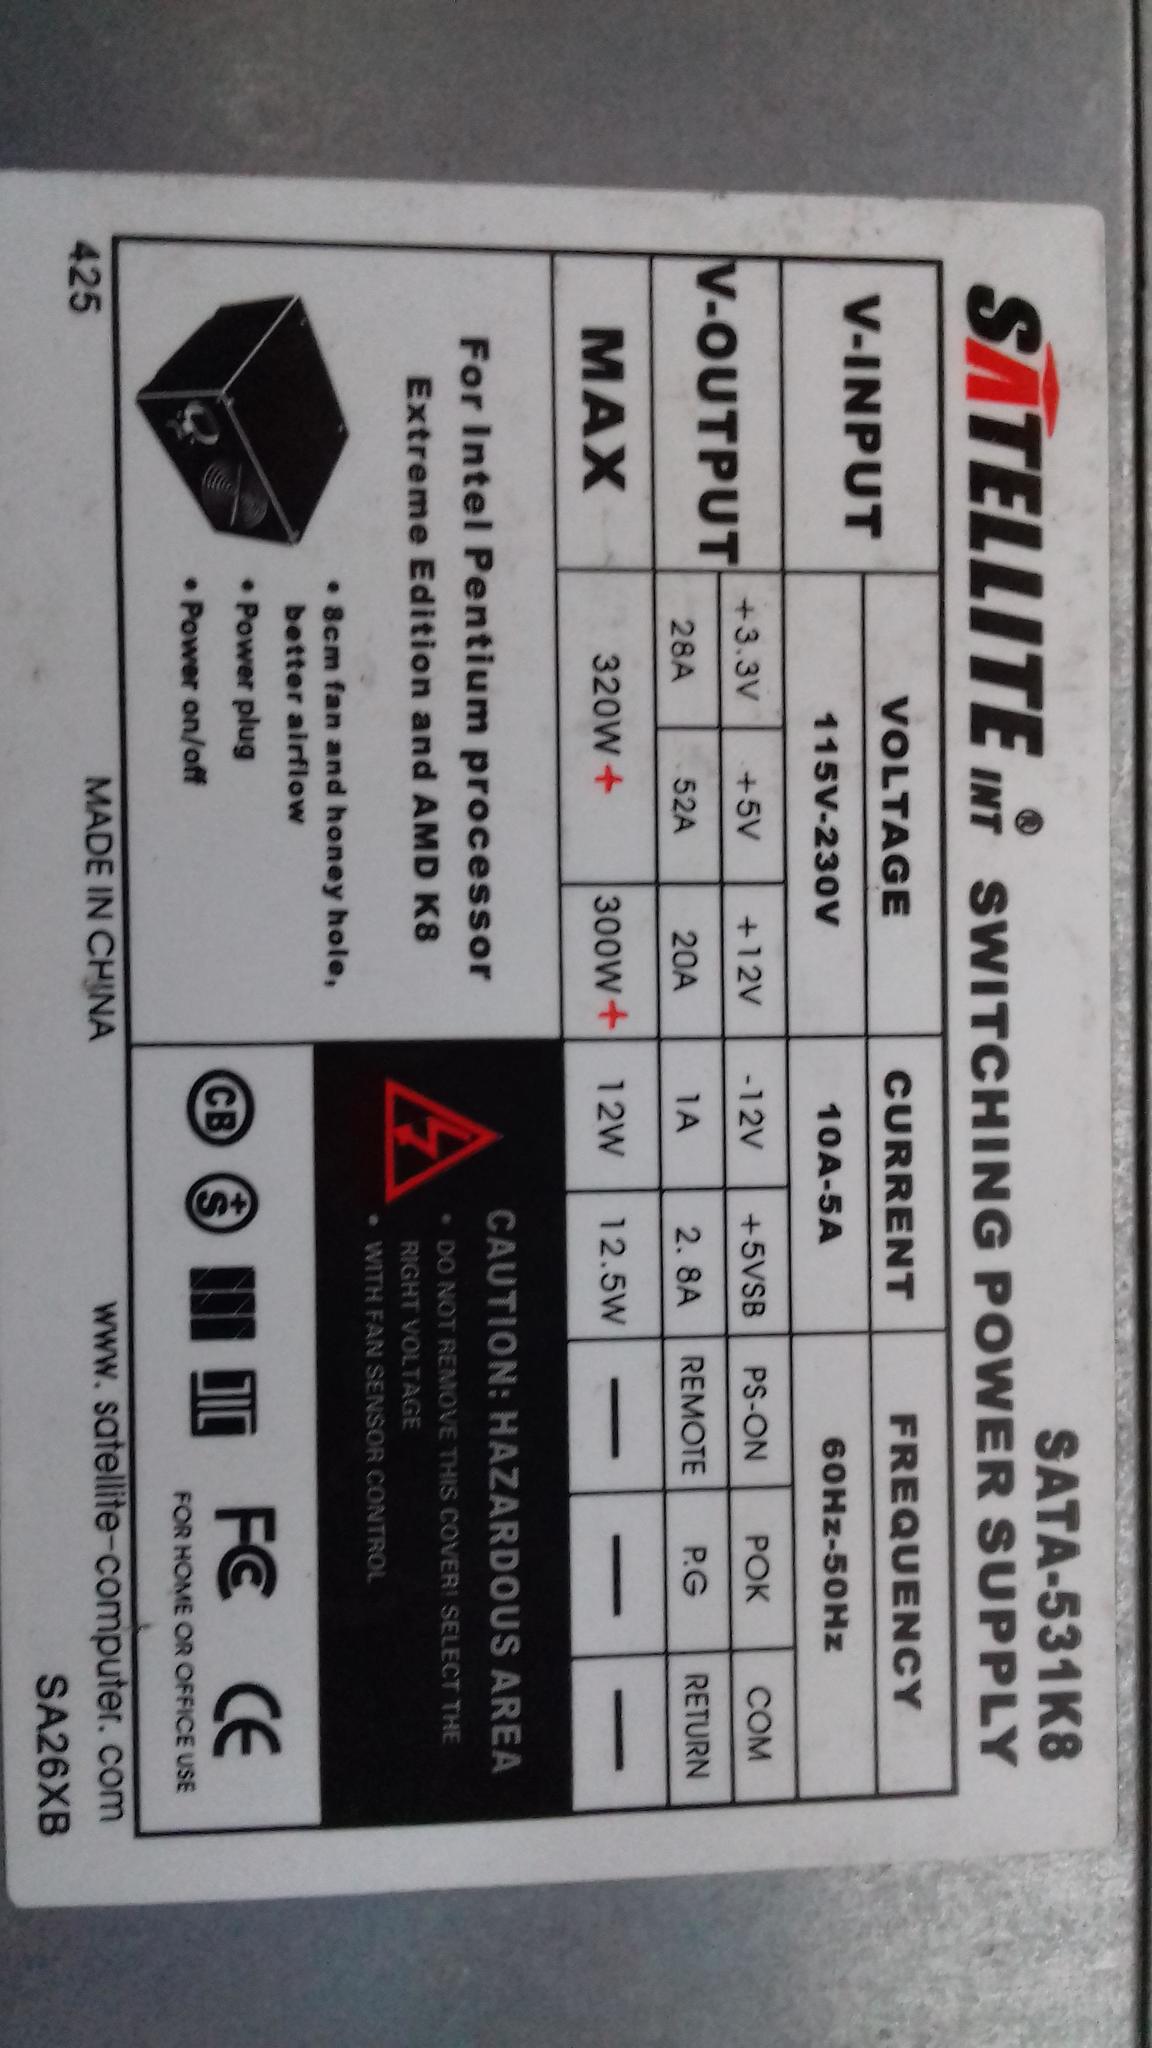 SATA-531K8
SATELLITE INT ® SWITCHING POWER SUPPLY
V-INPUT VOLTAGE CURRENT FREQUENCY
115V-230V 10A-5A 60Hz-50Hz
V-OUTPUT +3.3V +5V +12V -12V +5VSB PS-ON POK COM
28A 52A 20A 1A 2.8A REMOTE P.G RETURN
MAX 320W+ 300W+ 12W 12.5W — — —
For Intel Pentium processor
Extreme Edition and AMD K8
• 8cm fan and honey hole,
better airflow
• Power plug
• Power on/off
CAUTION: HAZARDOUS AREA
• DO NOT REMOVE THIS COVER! SELECT THE
RIGHT VOLTAGE
• WITH FAN SENSOR CONTROL
CB +S FC CE
FOR HOME OR OFFICE USE
425 MADE IN CHINA www.satellite-computer.com
SA26XB